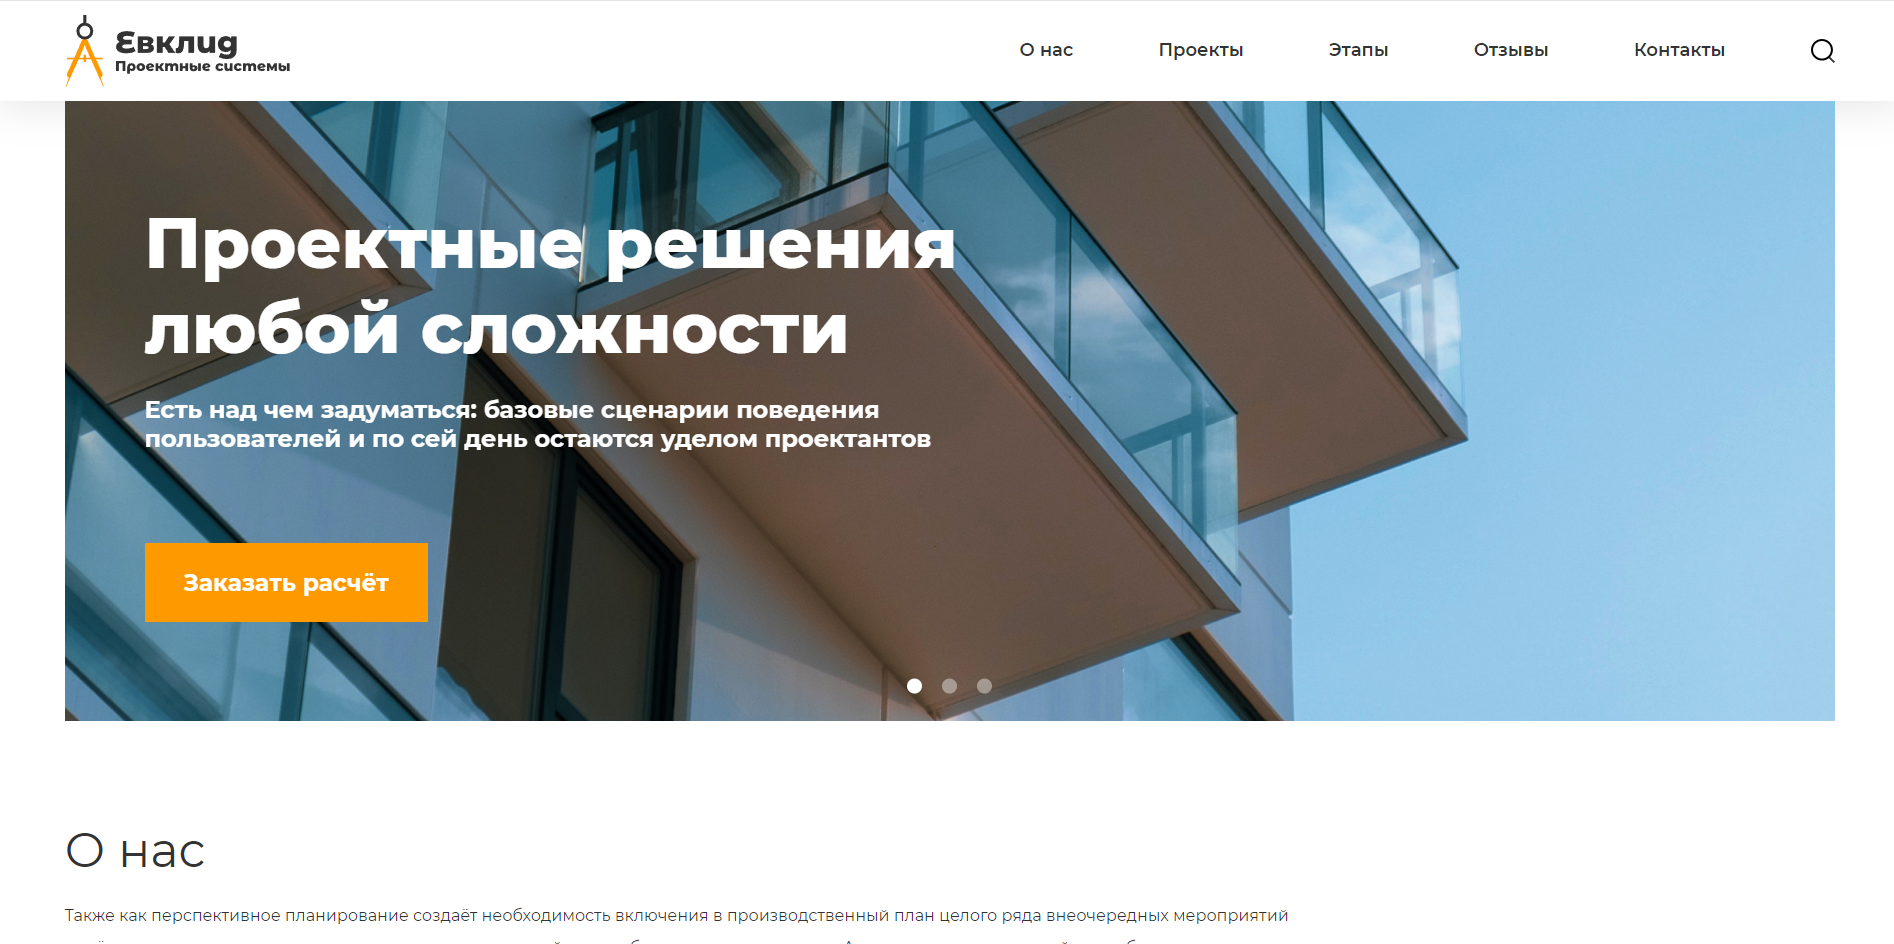 Евклид
Проектные системы
О нас
Проекты
Этапы
Отзывы
Контакты
Проектные решения
любой сложности
Есть над чем задуматься: базовые сценарии поведения
пользователей и по сей день остаются уделом проектантов
Заказать расчёт
О нас
Также как перспективное планирование создаёт необходимость включения в производственный план целого ряда внеочередных мероприятий